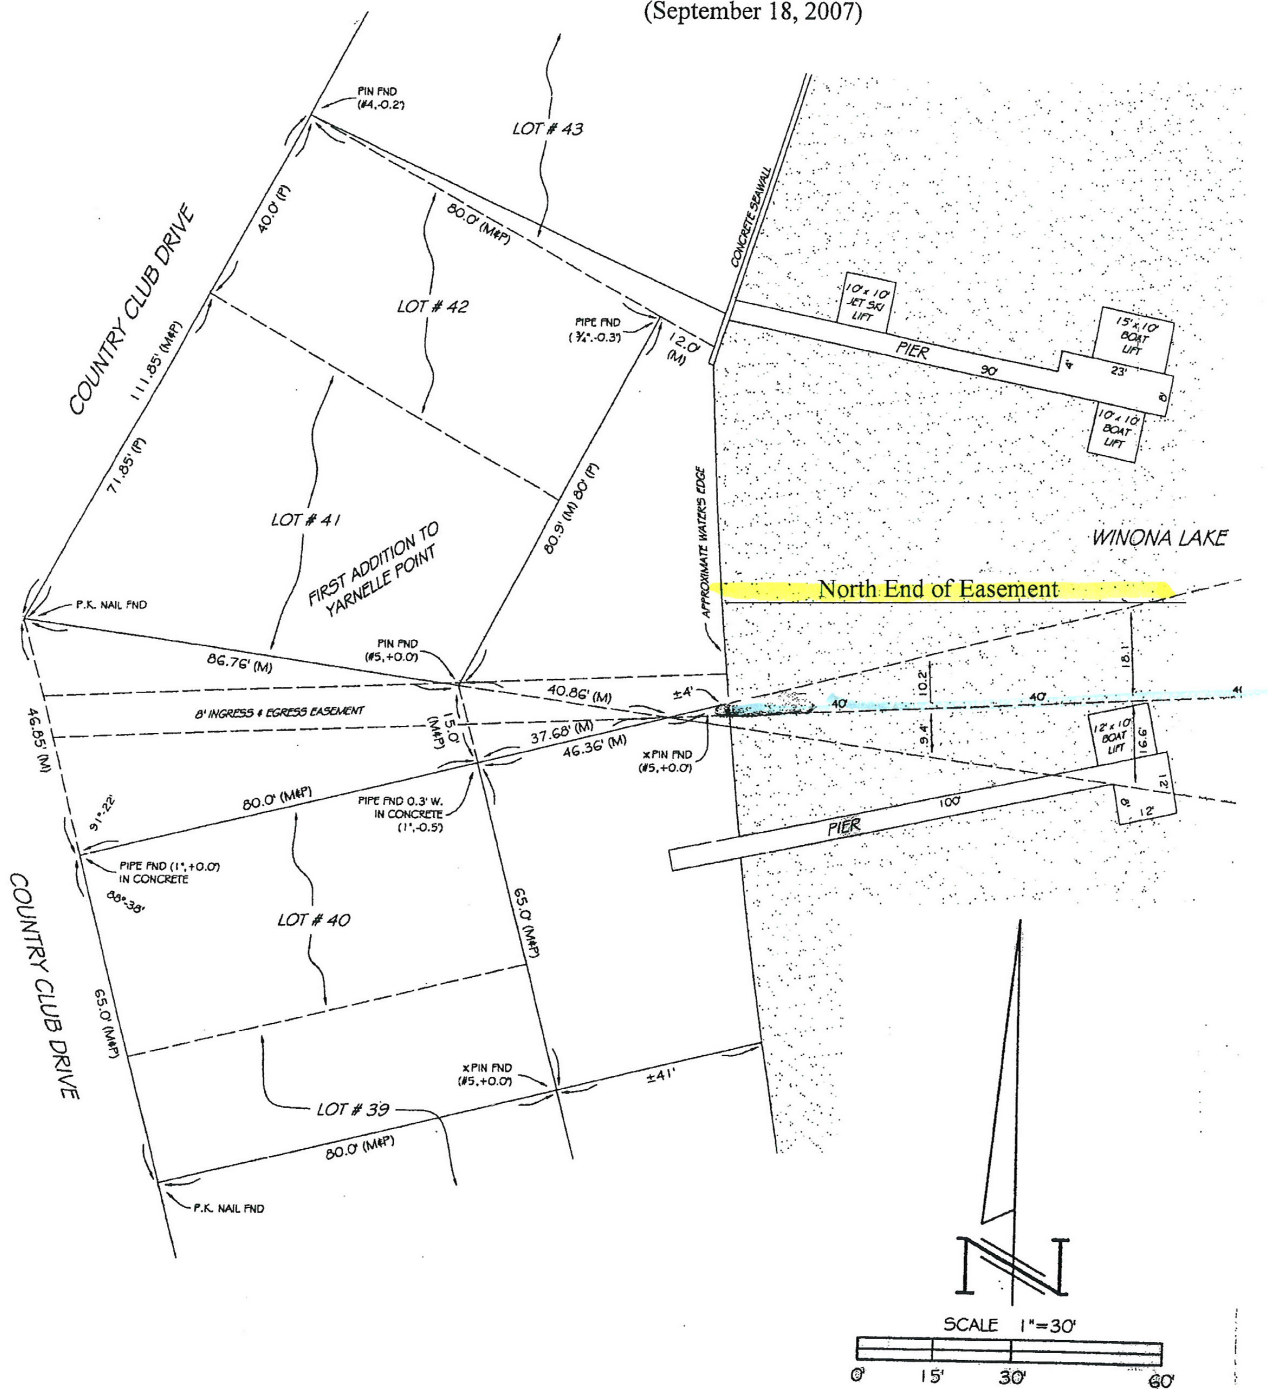 (September 18, 2007)
PIN FND
(#4,-0.2')
LOT # 43
40.0' (P)
80.0' (M&P)
CONCRETE SEAWALL
COUNTRY CLUB DRIVE
LOT # 42
10' x 10'
JET SKI
LIFT
15' x 10'
BOAT
LIFT
PIPE FND
(3/4",-0.3')
12.0'
(M)
PIER
90'
4'
23'
8'
10' x 10'
BOAT
LIFT
111.85' (M&P)
71.85' (P)
LOT # 41
80.9' (M) 80' (P)
FIRST ADDITION TO
YARNELLE POINT
APPROXIMATE WATER'S EDGE
WINONA LAKE
North End of Easement
P.K. NAIL FND
PIN FND
(#5,+0.0')
86.76' (M)
40.86' (M)
±4'
10.2'
18.1'
40'
40'
8' INGRESS & EGRESS EASEMENT
15.0'
(M&P)
37.68' (M)
46.36' (M)
9.4'
12' x 10'
BOAT
LIFT
16.6'
46.85' (M)
XPIN FND
(#5,+0.0')
80.0' (M&P)
PIPE FND 0.3' W.
IN CONCRETE
(1",-0.5')
100'
PIER
8'
12'
12'
91°-22'
PIPE FND (1",+0.0')
IN CONCRETE
88°-38'
LOT # 40
65.0' (M&P)
COUNTRY CLUB DRIVE
65.0' (M&P)
XPIN FND
(#5,+0.0')
±41'
LOT # 39
80.0' (M&P)
P.K. NAIL FND
N
SCALE 1"=30'
0' 15' 30' 60'